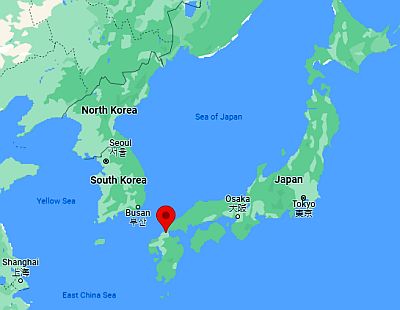 North Korea
Sea of Japan
Seoul
서울
South Korea
Japan
Osaka
大阪
Tokyo
東京
Yellow Sea
Busan
부산
Shanghai
上海
East China Sea